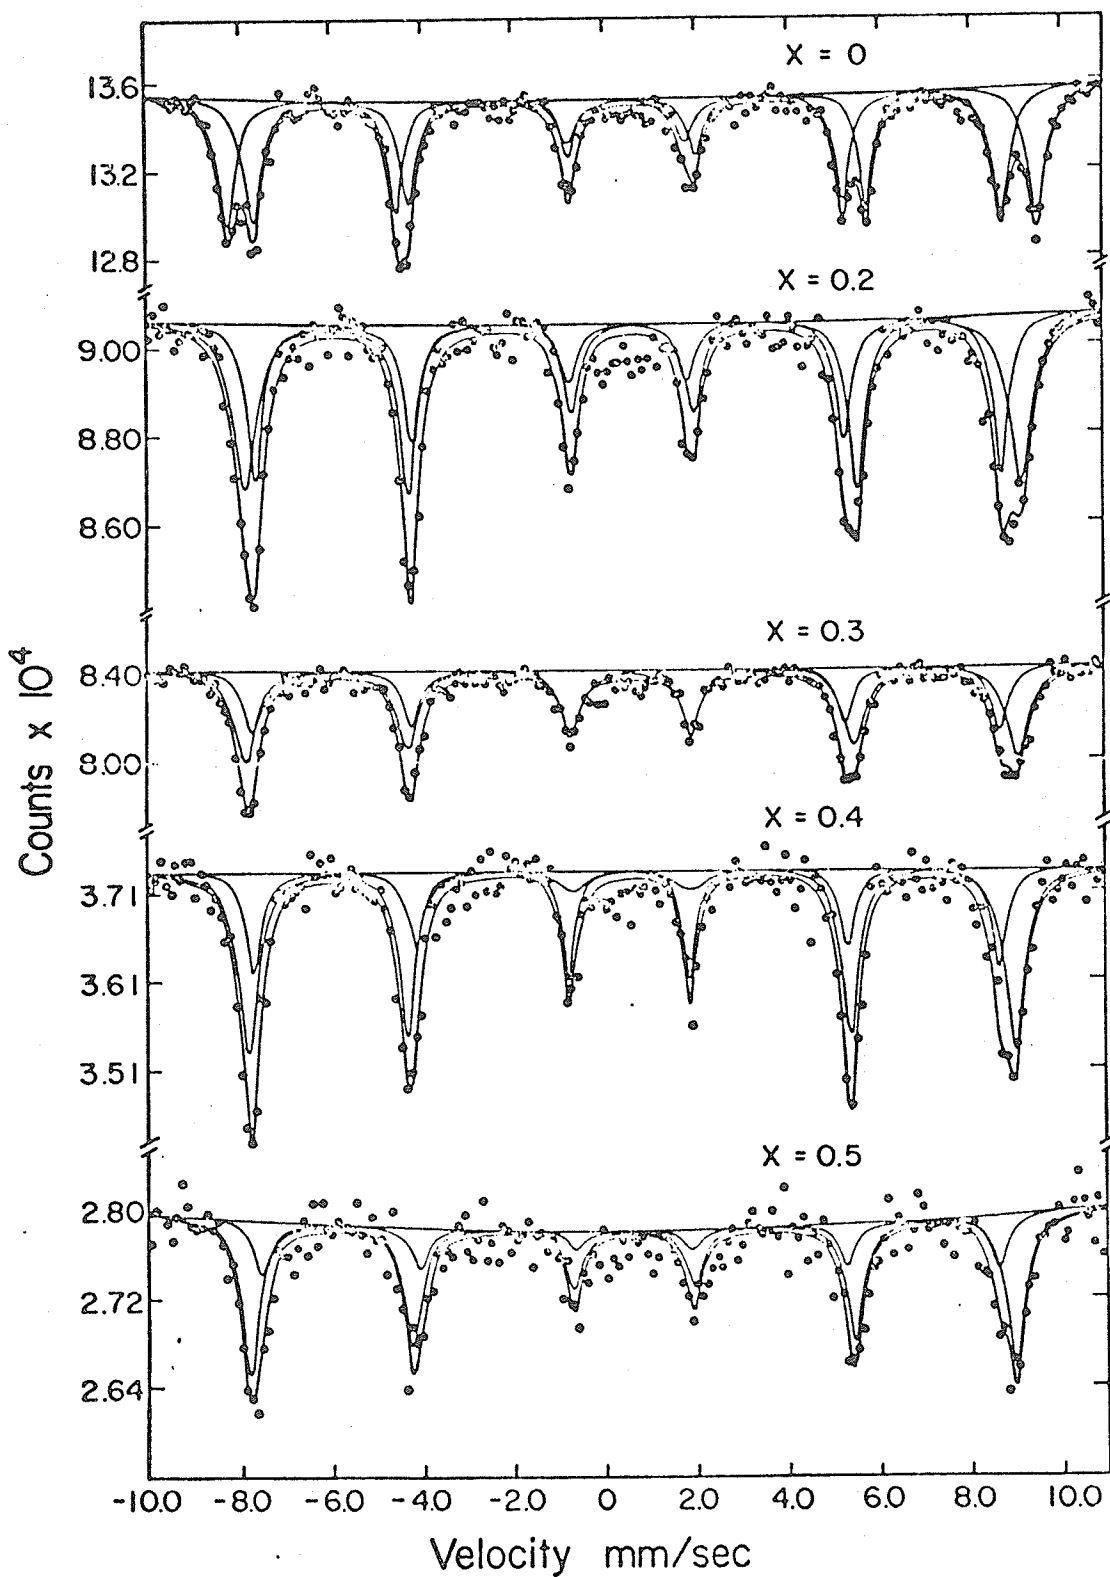 X = 0
13.6
13.2
12.8
X = 0.2
9.00
8.80
8.60
X = 0.3
8.40
8.00
X = 0.4
3.71
3.61
3.51
X = 0.5
2.80
2.72
2.64
Counts x 10⁴
-10.0 -8.0 -6.0 -4.0 -2.0 0 2.0 4.0 6.0 8.0 10.0
Velocity mm/sec